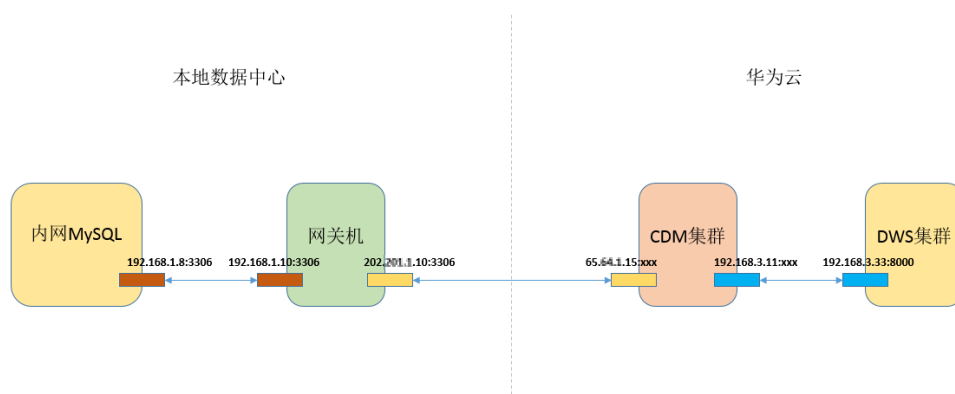 本地数据中心
华为云
内网MySQL
网关机
CDM集群
DWS集群
192.168.1.8:3306
192.168.1.10:3306
202.201.1.10:3306
65.64.1.15:xxx
192.168.3.11:xxx
192.168.3.33:8000